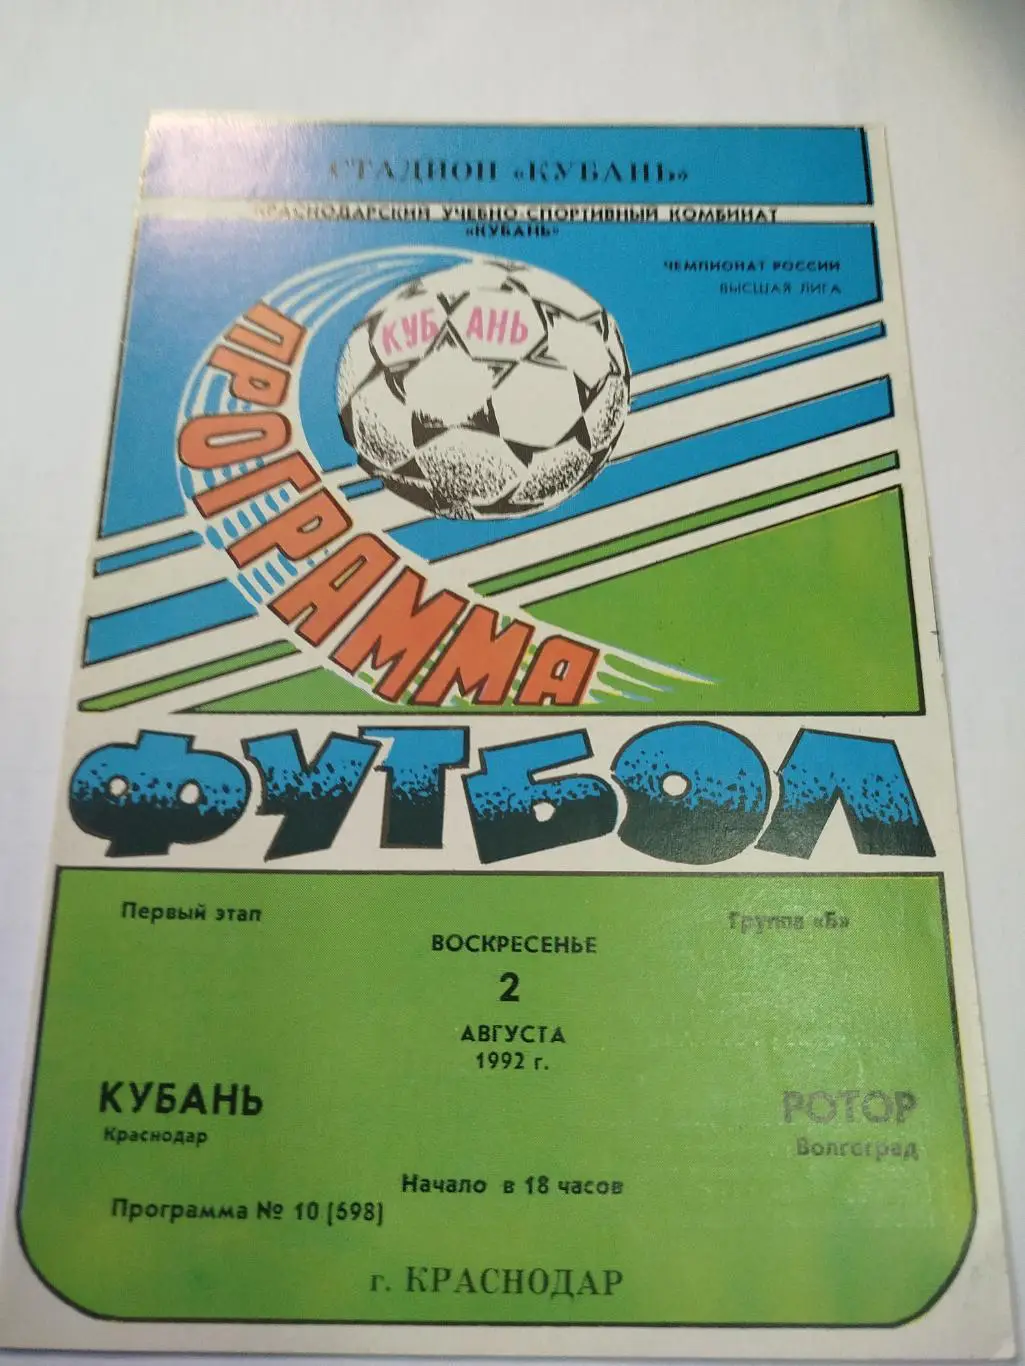 СТАДИОН «КУБАНЬ»
КРАСНОДАРСКИЙ УЧЕБНО-СПОРТИВНЫЙ КОМБИНАТ
«КУБАНЬ»
ЧЕМПИОНАТ РОССИИ
ВЫСШАЯ ЛИГА
КУБАНЬ
ПРОГРАММА
ФУТБОЛ
Первый этап
Группа «Б»
ВОСКРЕСЕНЬЕ
2
АВГУСТА
1992 г.
КУБАНЬ
Краснодар
РОТОР
Волгоград
Начало в 18 часов
Программа № 10 (598)
г. КРАСНОДАР